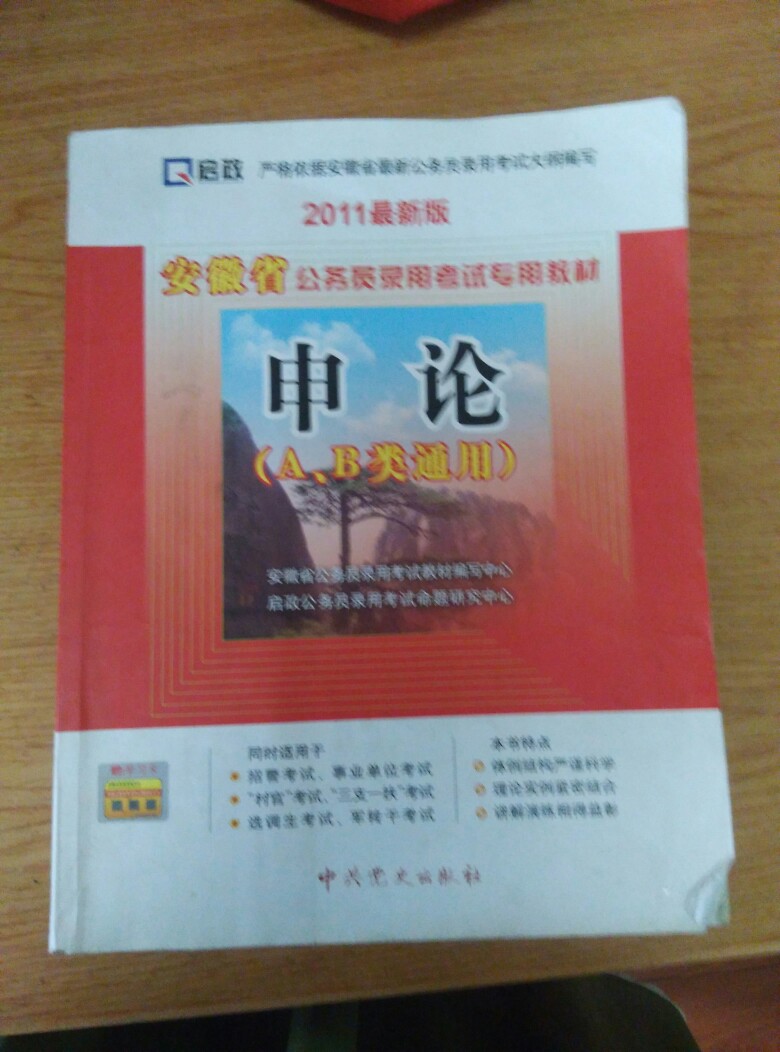 启政 严格依据安徽省最新公务员录用考试大纲编写
2011最新版
安徽省公务员录用考试专用教材
申 论
(A、B类通用)
安徽省公务员录用考试教材编写中心
启政公务员录用考试命题研究中心
同时适用于
招警考试、事业单位考试
"村官"考试、"三支一扶"考试
选调生考试、军转干考试
本书特点
体例结构严谨科学
理论实例紧密结合
讲解演练相得益彰
中共党史出版社